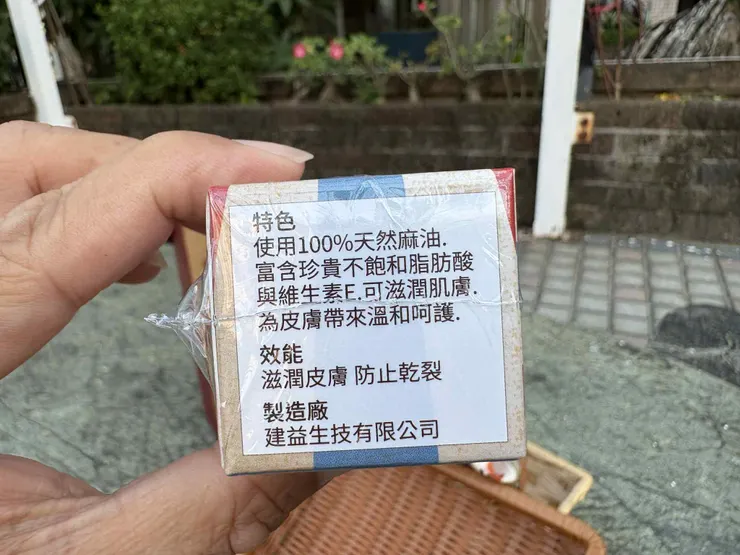 特色
使用100%天然麻油.
富含珍貴不飽和脂肪酸
與維生素E.可滋潤肌膚.
為皮膚帶來溫和呵護.
效能
滋潤皮膚 防止乾裂
製造廠
建益生技有限公司